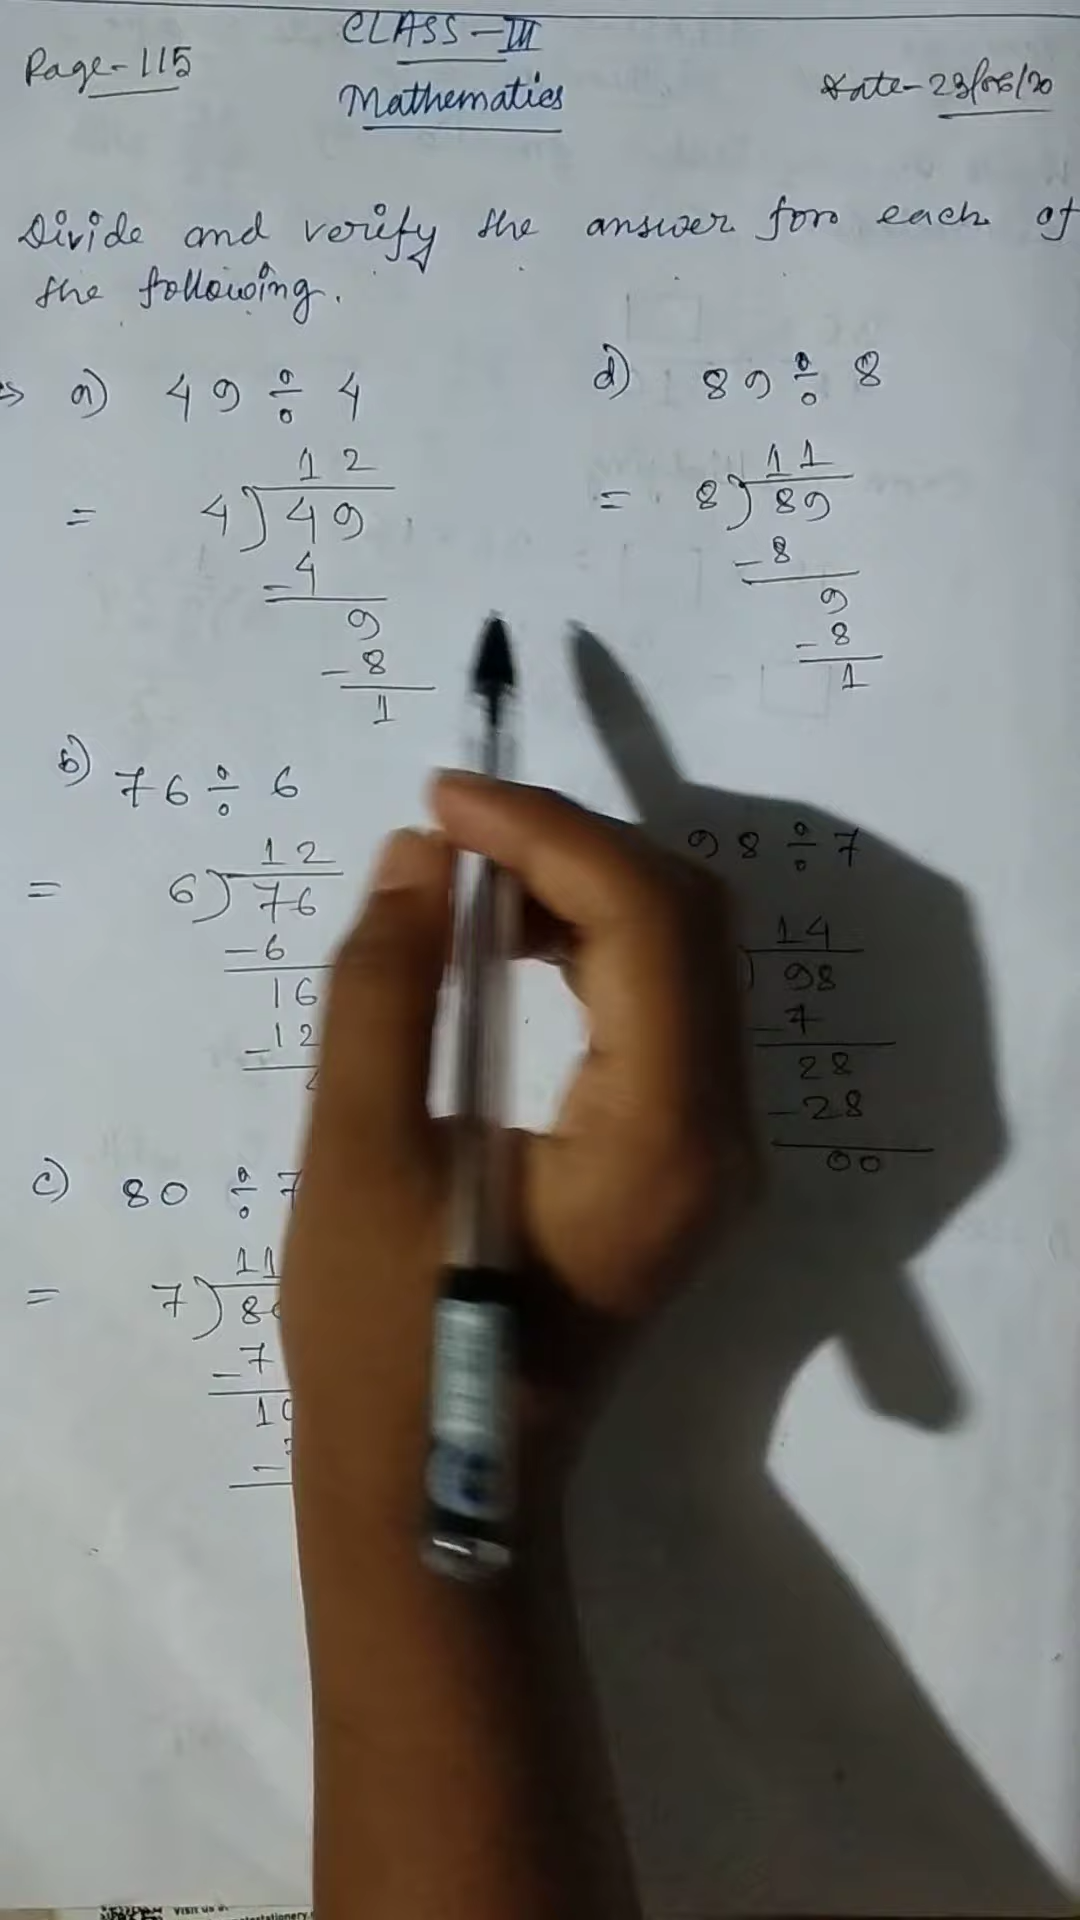 CLASS-III
Page-115
Mathematics
Date-23/06/20
Divide and verify the answer for each of
the following.
a) 49 ÷ 4
12
= 4) 49
-4
9
-8
1
b) 76 ÷ 6
12
= 6) 76
-6
16
-12
c) 80 ÷ 7
11
= 7) 80
-7
10
-
d) 89 ÷ 8
11
= 8) 89
-8
9
-8
1
98 ÷ 7
14
) 98
-7
28
-28
00